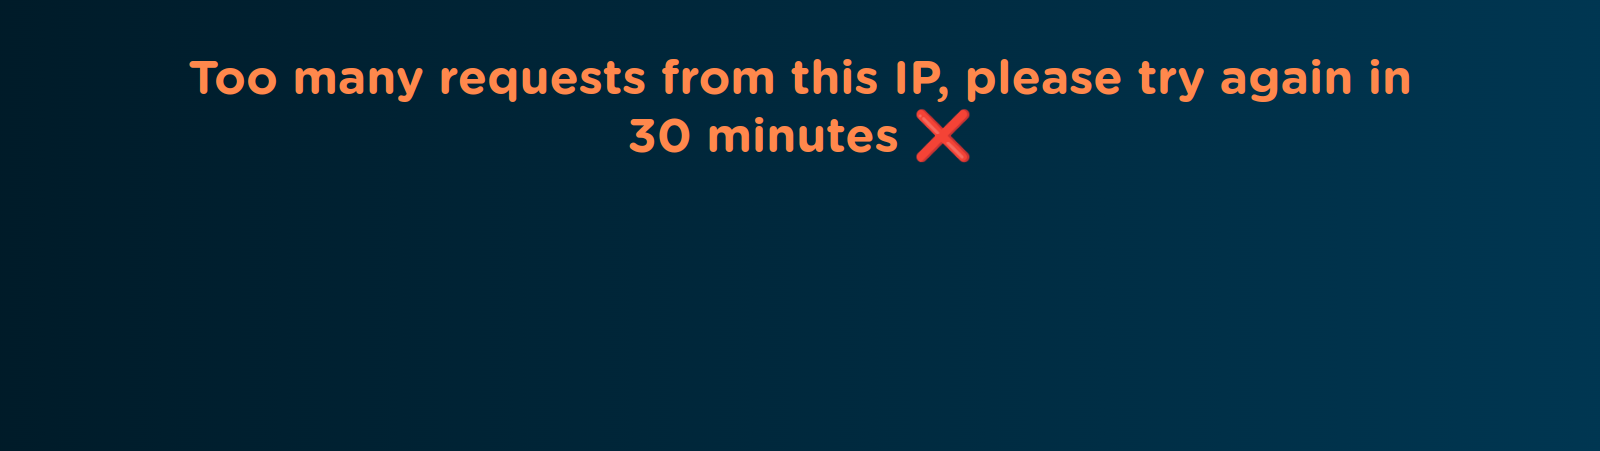 Too many requests from this IP, please try again in
30 minutes ❌